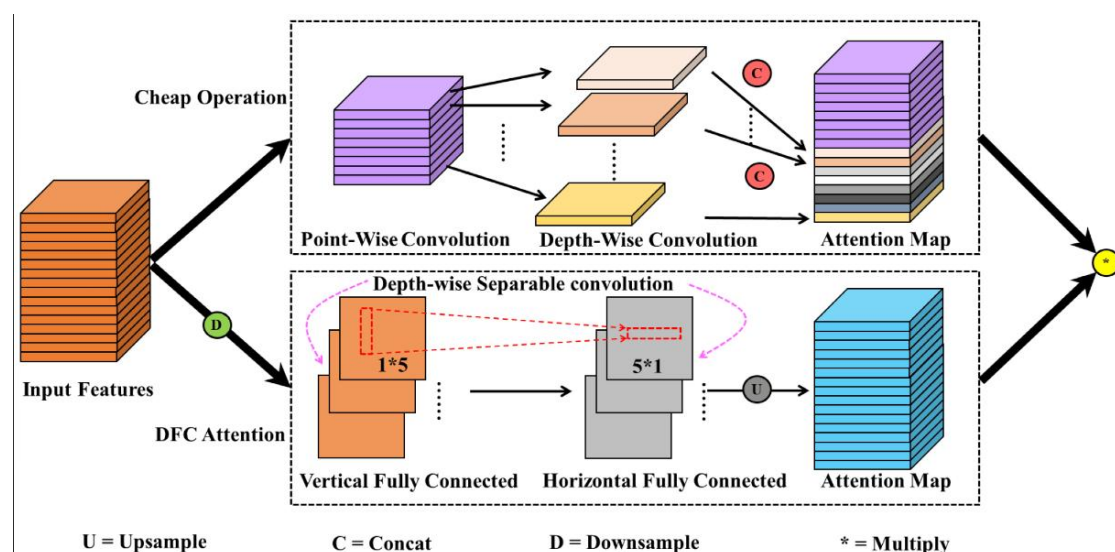 Cheap Operation
C
C
Point-Wise Convolution
Depth-Wise Convolution
Attention Map
*
D
Input Features
Depth-wise Separable convolution
1*5
5*1
U
DFC Attention
Vertical Fully Connected
Horizontal Fully Connected
Attention Map
U = Upsample
C = Concat
D = Downsample
* = Multiply